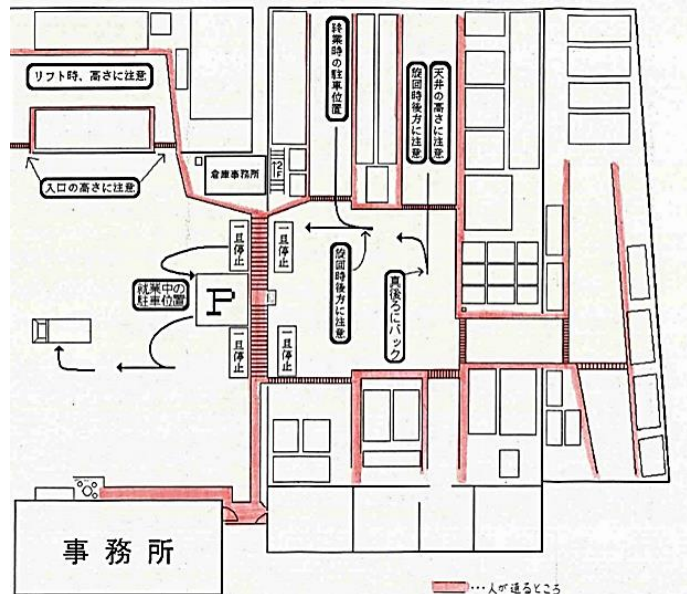 リフト時、高さに注意
入口の高さに注意
倉庫事務所
2F
終業時の
駐車位置
旋回時後方に注意
天井の高さに注意
一旦停止
一旦停止
就業中の
駐車位置
P
旋回時後方に注意
真後ろにバック
一旦停止
一旦停止
事務所
・・・人が通るところ